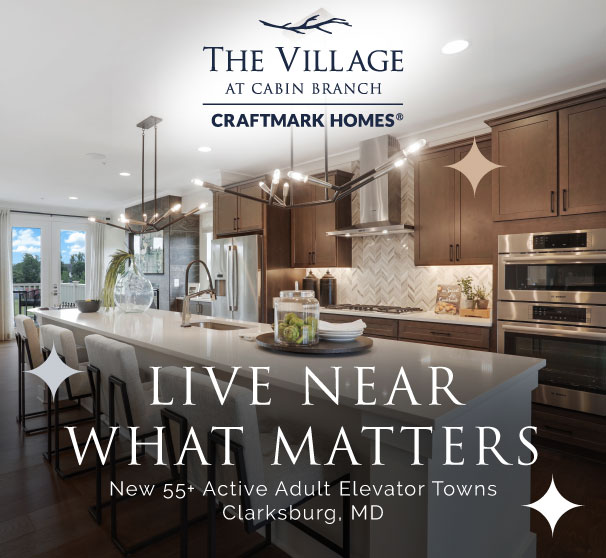 THE VILLAGE
AT CABIN BRANCH
CRAFTMARK HOMES®
LIVE NEAR
WHAT MATTERS
New 55+ Active Adult Elevator Towns
Clarksburg, MD